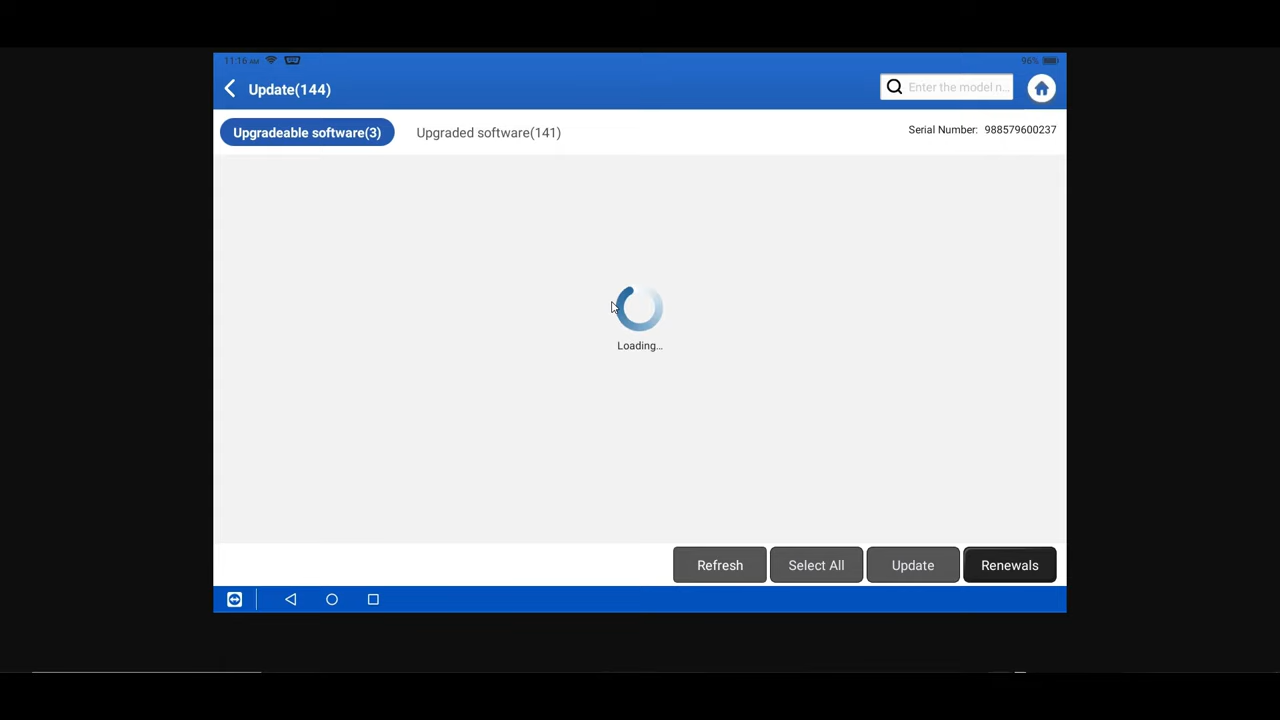 11:16 AM
96%
Update(144)
Enter the model n...
Upgradeable software(3)
Upgraded software(141)
Serial Number: 988579600237
Loading...
Refresh
Select All
Update
Renewals